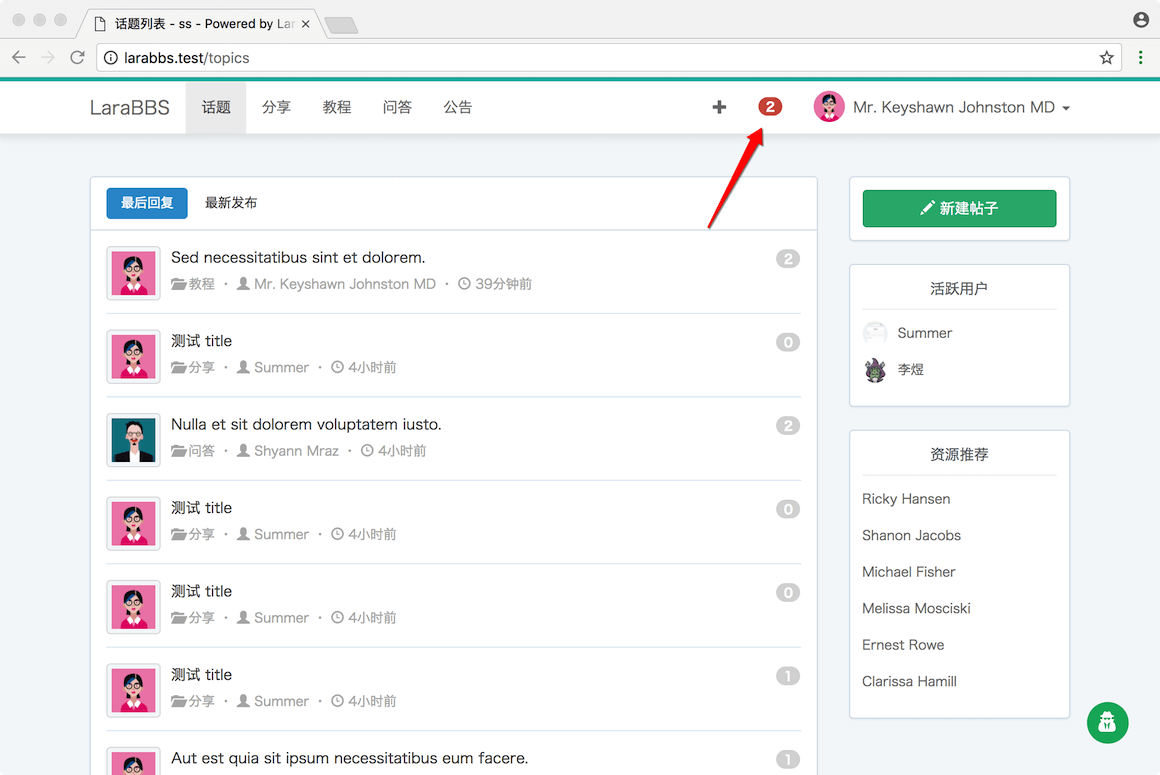 话题列表 - ss - Powered by Lar
larabbs.test/topics
LaraBBS 话题 分享 教程 问答 公告 2 Mr. Keyshawn Johnston MD
最后回复 最新发布
Sed necessitatibus sint et dolorem. 2
教程 · Mr. Keyshawn Johnston MD · 39分钟前
测试 title 0
分享 · Summer · 4小时前
Nulla et sit dolorem voluptatem iusto. 2
问答 · Shyann Mraz · 4小时前
测试 title 0
分享 · Summer · 4小时前
测试 title 0
分享 · Summer · 4小时前
测试 title 1
分享 · Summer · 4小时前
Aut est quia sit ipsum necessitatibus eum facere. 1
新建帖子
活跃用户
Summer
李煜
资源推荐
Ricky Hansen
Shanon Jacobs
Michael Fisher
Melissa Mosciski
Ernest Rowe
Clarissa Hamill